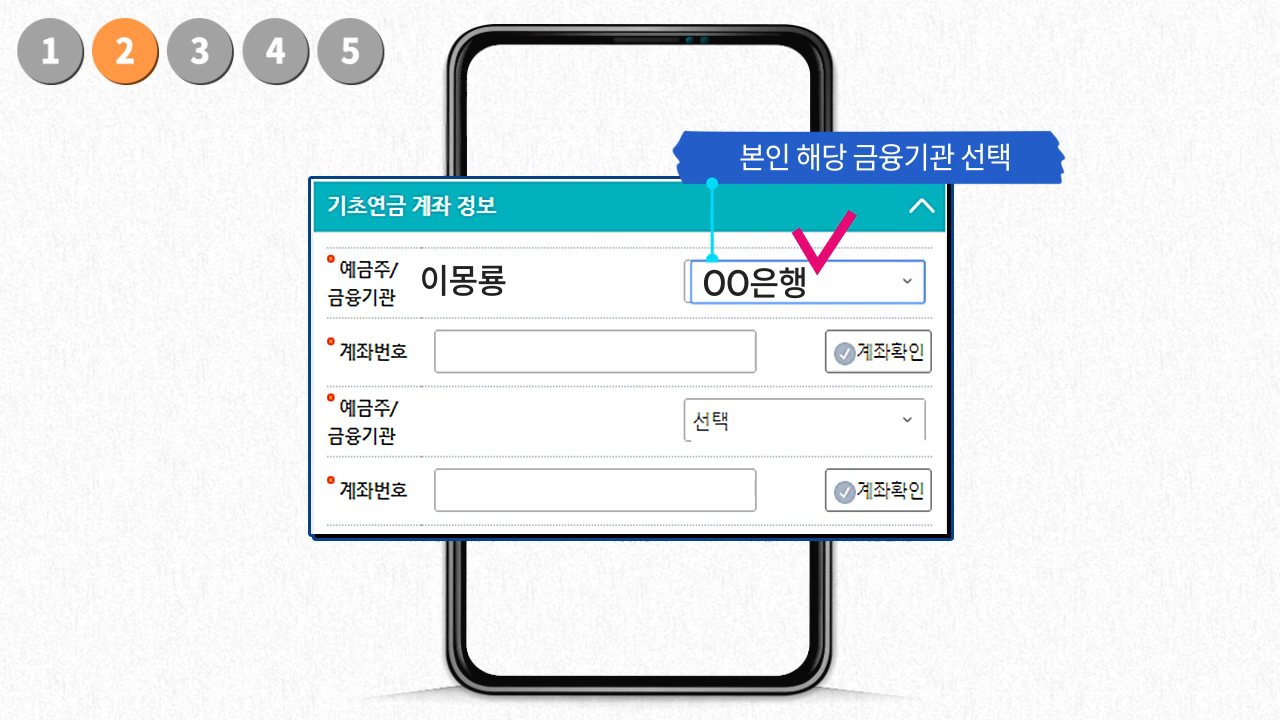 1 2 3 4 5
본인 해당 금융기관 선택
기초연금 계좌 정보
예금주/
금융기관
이몽룡
OO은행
계좌번호
계좌확인
예금주/
금융기관
선택
계좌번호
계좌확인